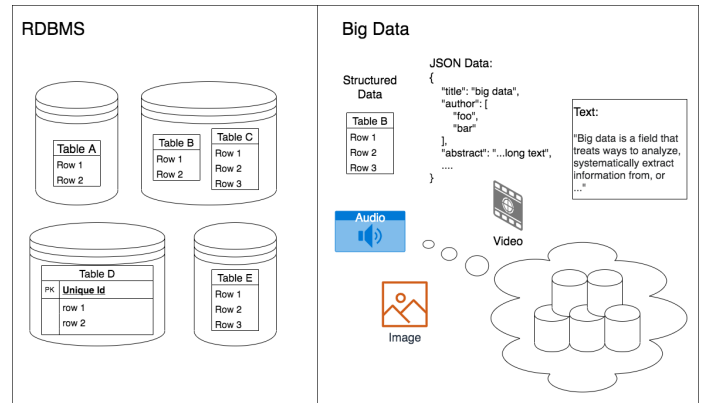 RDBMS
Table A
Row 1
Row 2
Table B
Row 1
Row 2
Table C
Row 1
Row 2
Row 3
Table D
PK Unique Id
row 1
row 2
Table E
Row 1
Row 2
Row 3
Big Data
Structured
Data
Table B
Row 1
Row 2
Row 3
JSON Data:
{
"title": "big data",
"author": [
"foo",
"bar"
],
"abstract": "...long text",
....
}
Text:
"Big data is a field that
treats ways to analyze,
systematically extract
information from, or
..."
Audio
Video
Image